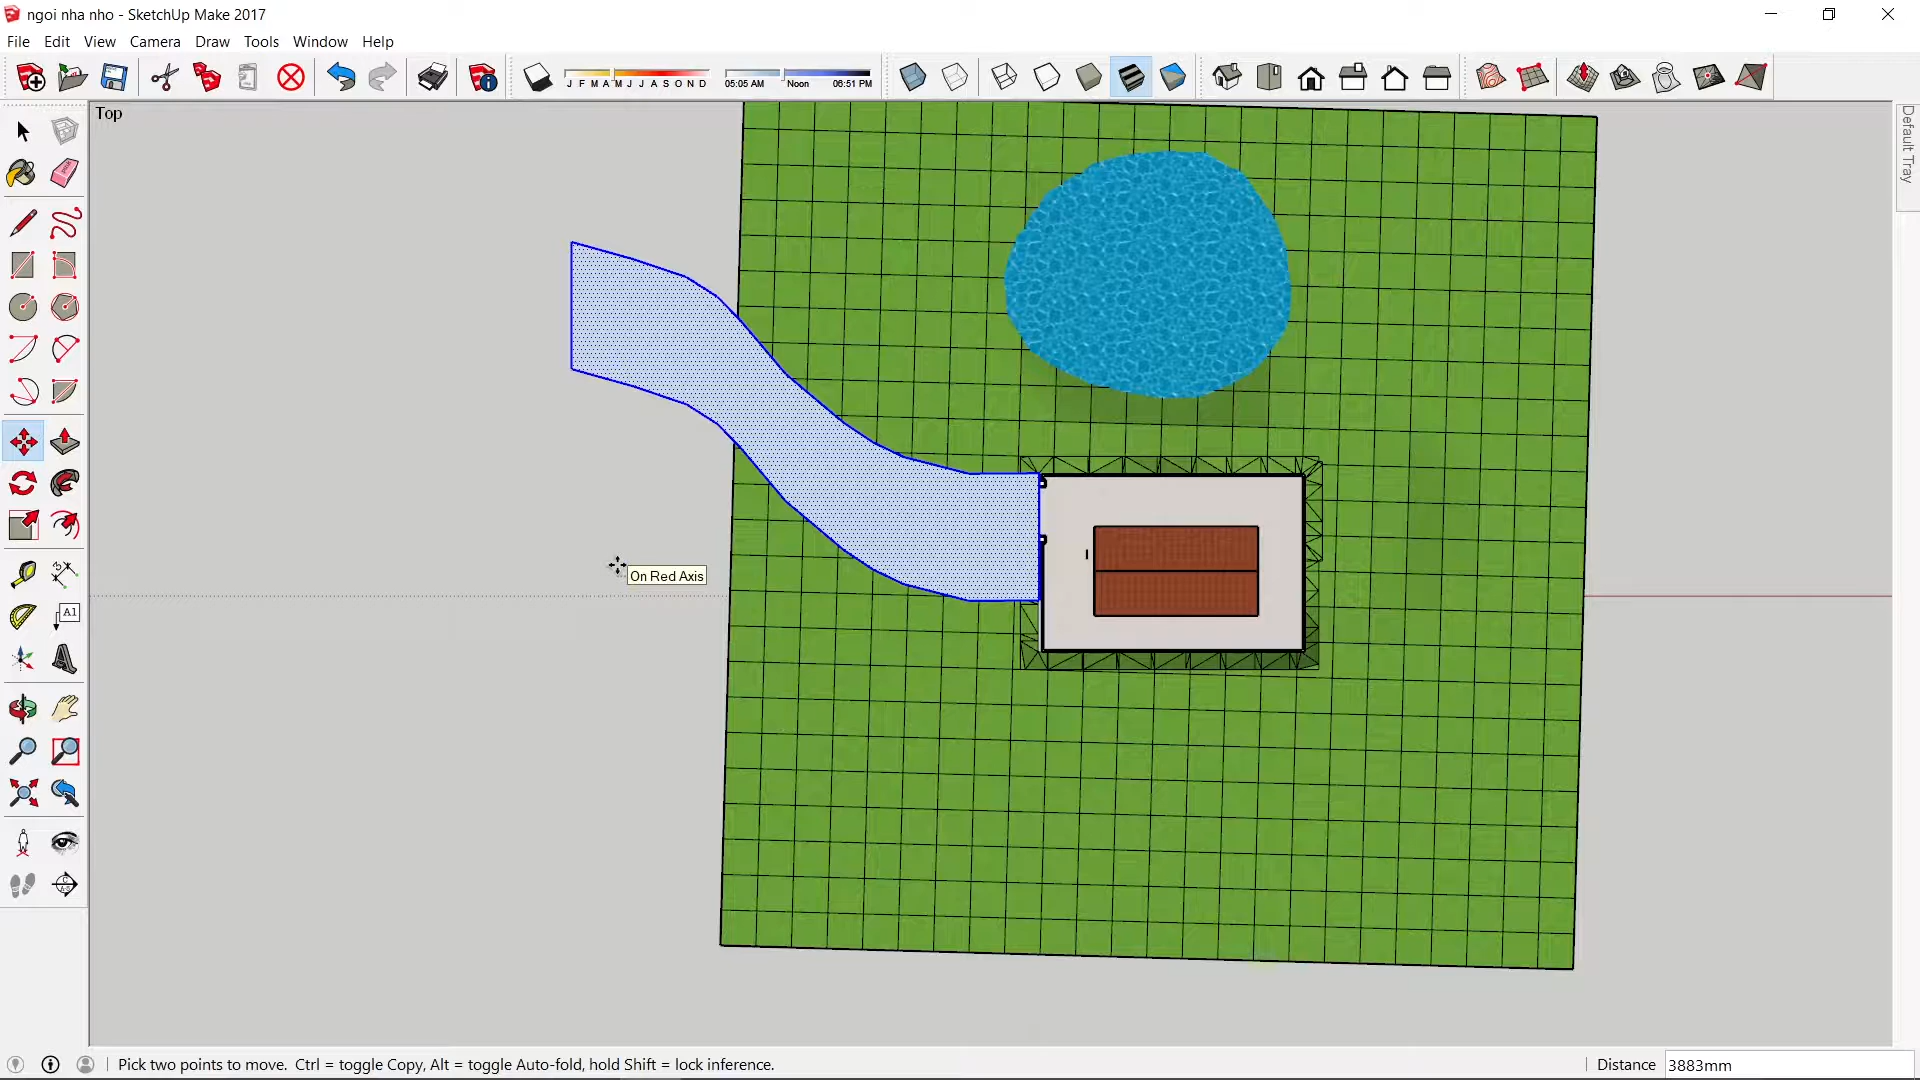 ngoi nha nho - SketchUp Make 2017
File Edit View Camera Draw Tools Window Help
J F M A M J J A S O N D
05:05 AM Noon 06:51 PM
Top
Default Tray
On Red Axis
A1
Pick two points to move. Ctrl = toggle Copy, Alt = toggle Auto-fold, hold Shift = lock inference.
Distance 3883mm